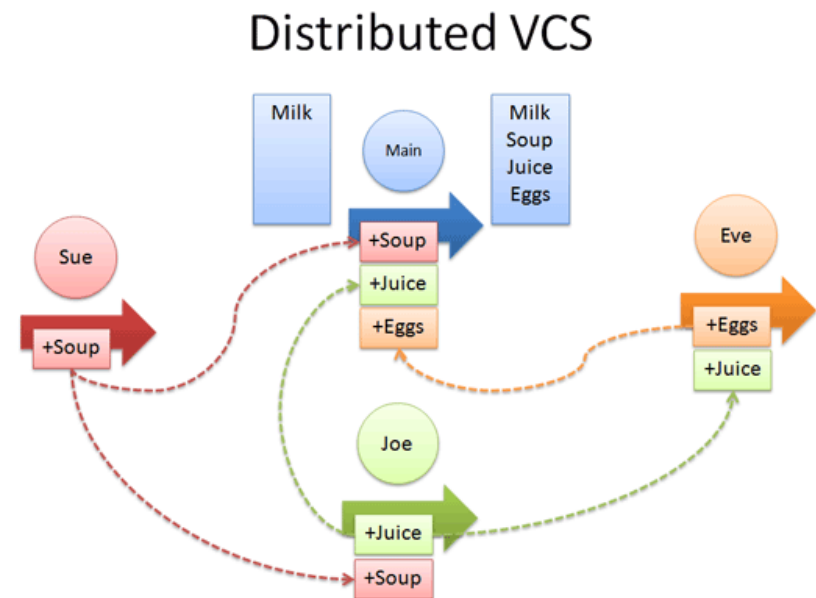 Distributed VCS
Milk
Main
Milk
Soup
Juice
Eggs
Sue
+Soup
+Soup
+Juice
+Eggs
Eve
+Eggs
+Juice
Joe
+Juice
+Soup